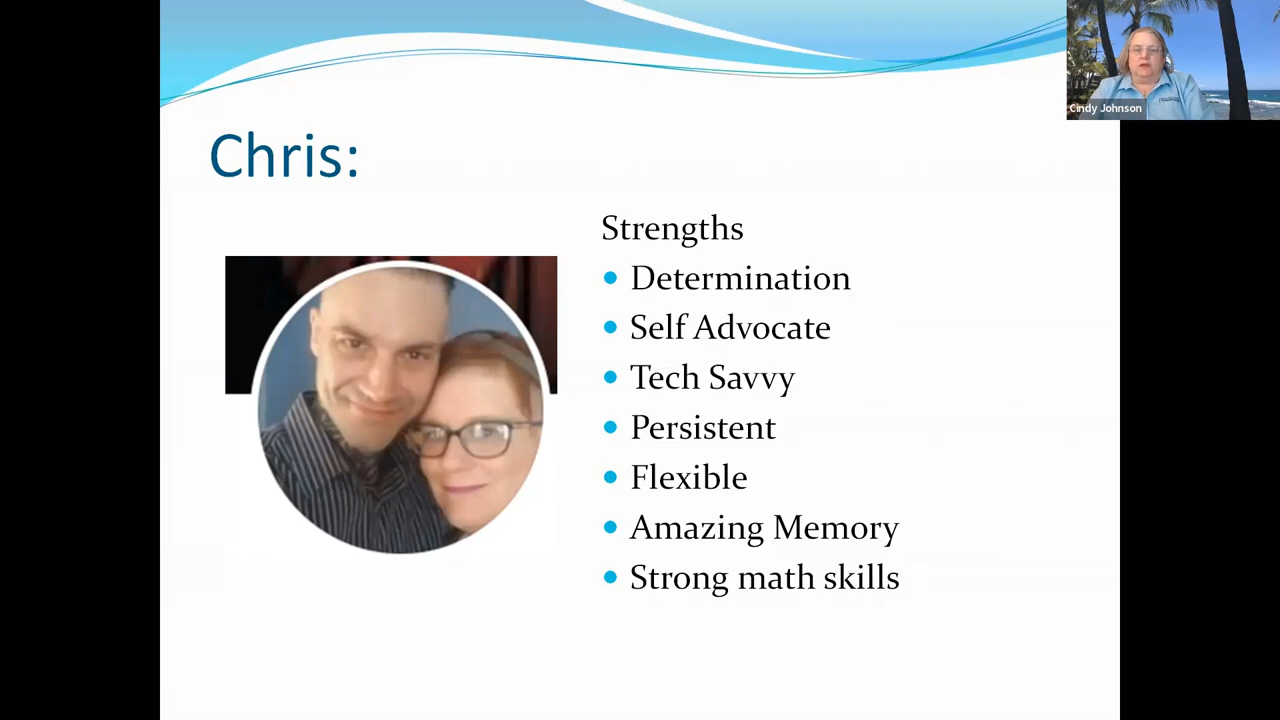 Cindy Johnson
Chris:
Strengths
Determination
Self Advocate
Tech Savvy
Persistent
Flexible
Amazing Memory
Strong math skills